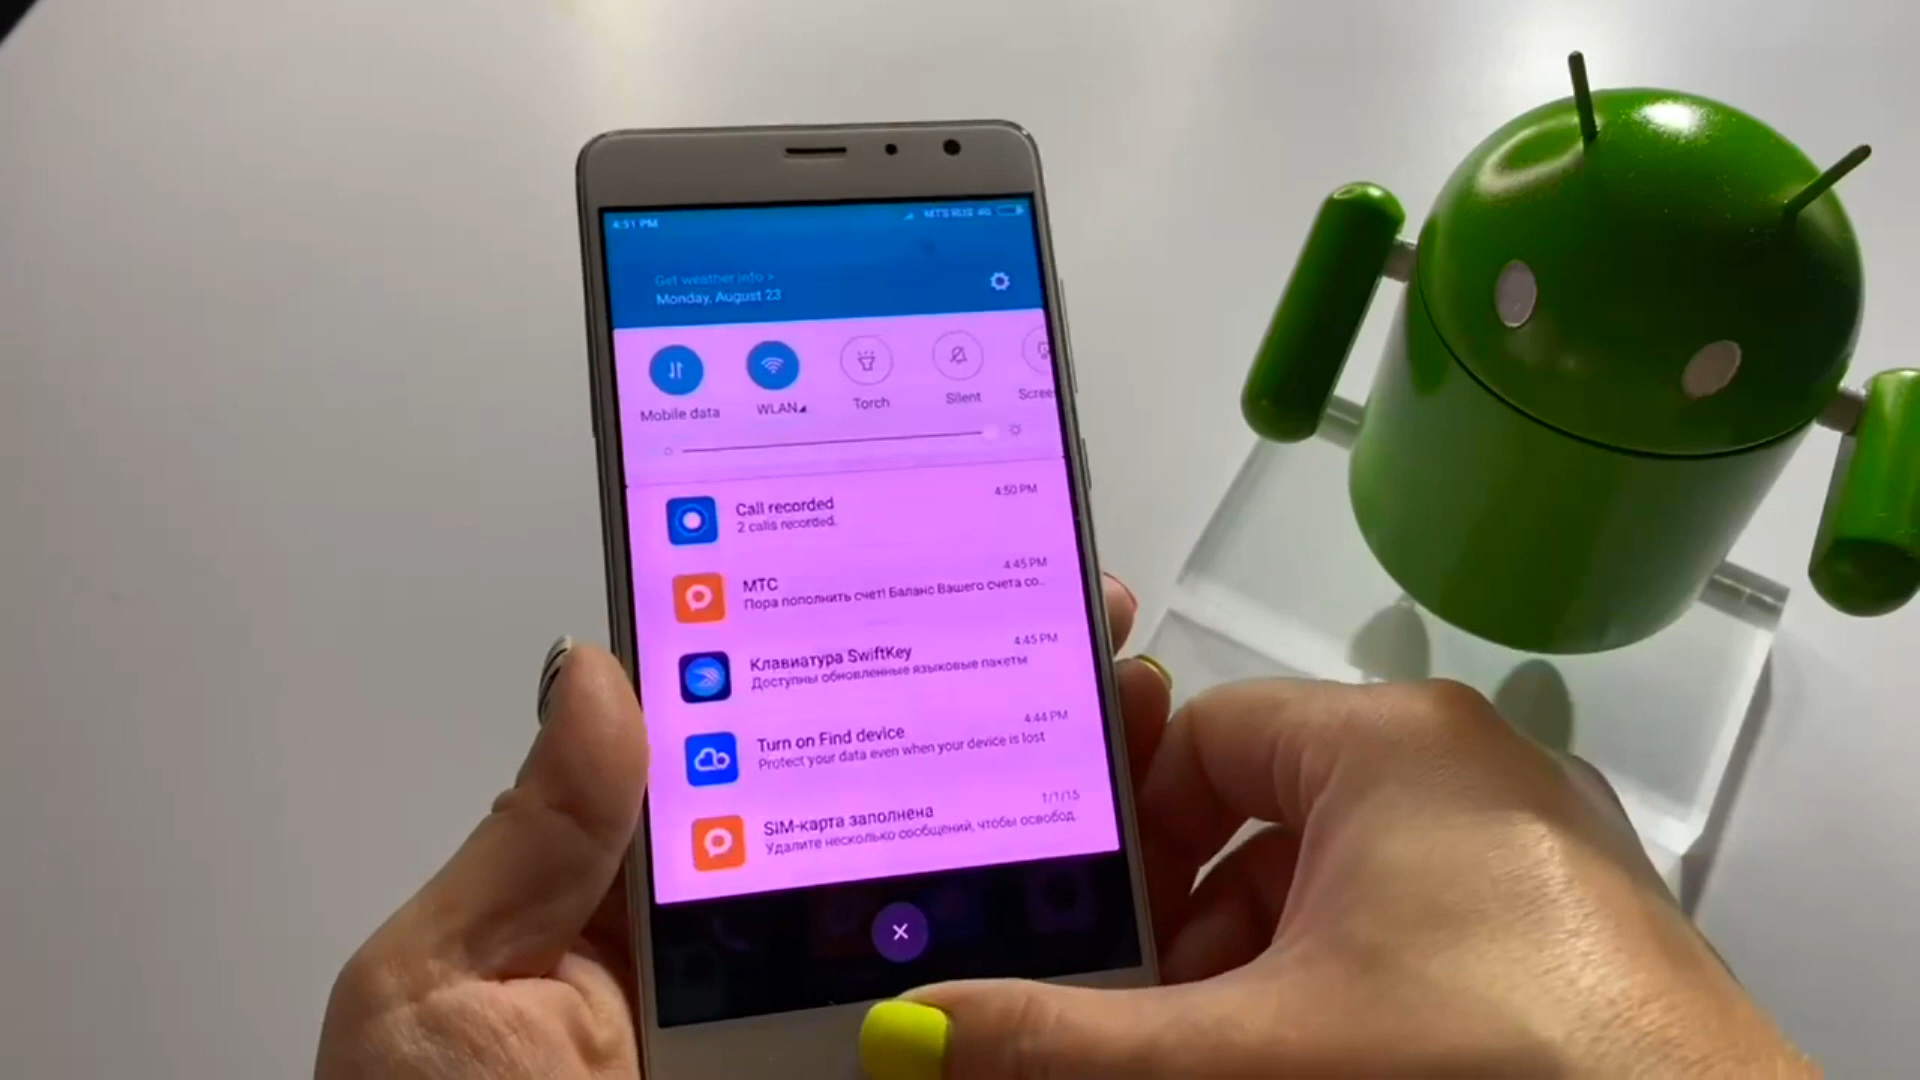 4:51 PM
4G
Get weather info >
Monday, August 23
Mobile data
WLAN
Torch
Silent
Scree
Call recorded
4:50 PM
2 calls recorded.
МТС
4:45 PM
Пора пополнить счет! Баланс Вашего счета со...
Клавиатура SwiftKey
4:45 PM
Доступны обновленные языковые пакеты
Turn on Find device
4:44 PM
Protect your data even when your device is lost
SIM-карта заполнена
1/1/15
Удалите несколько сообщений, чтобы освобод..